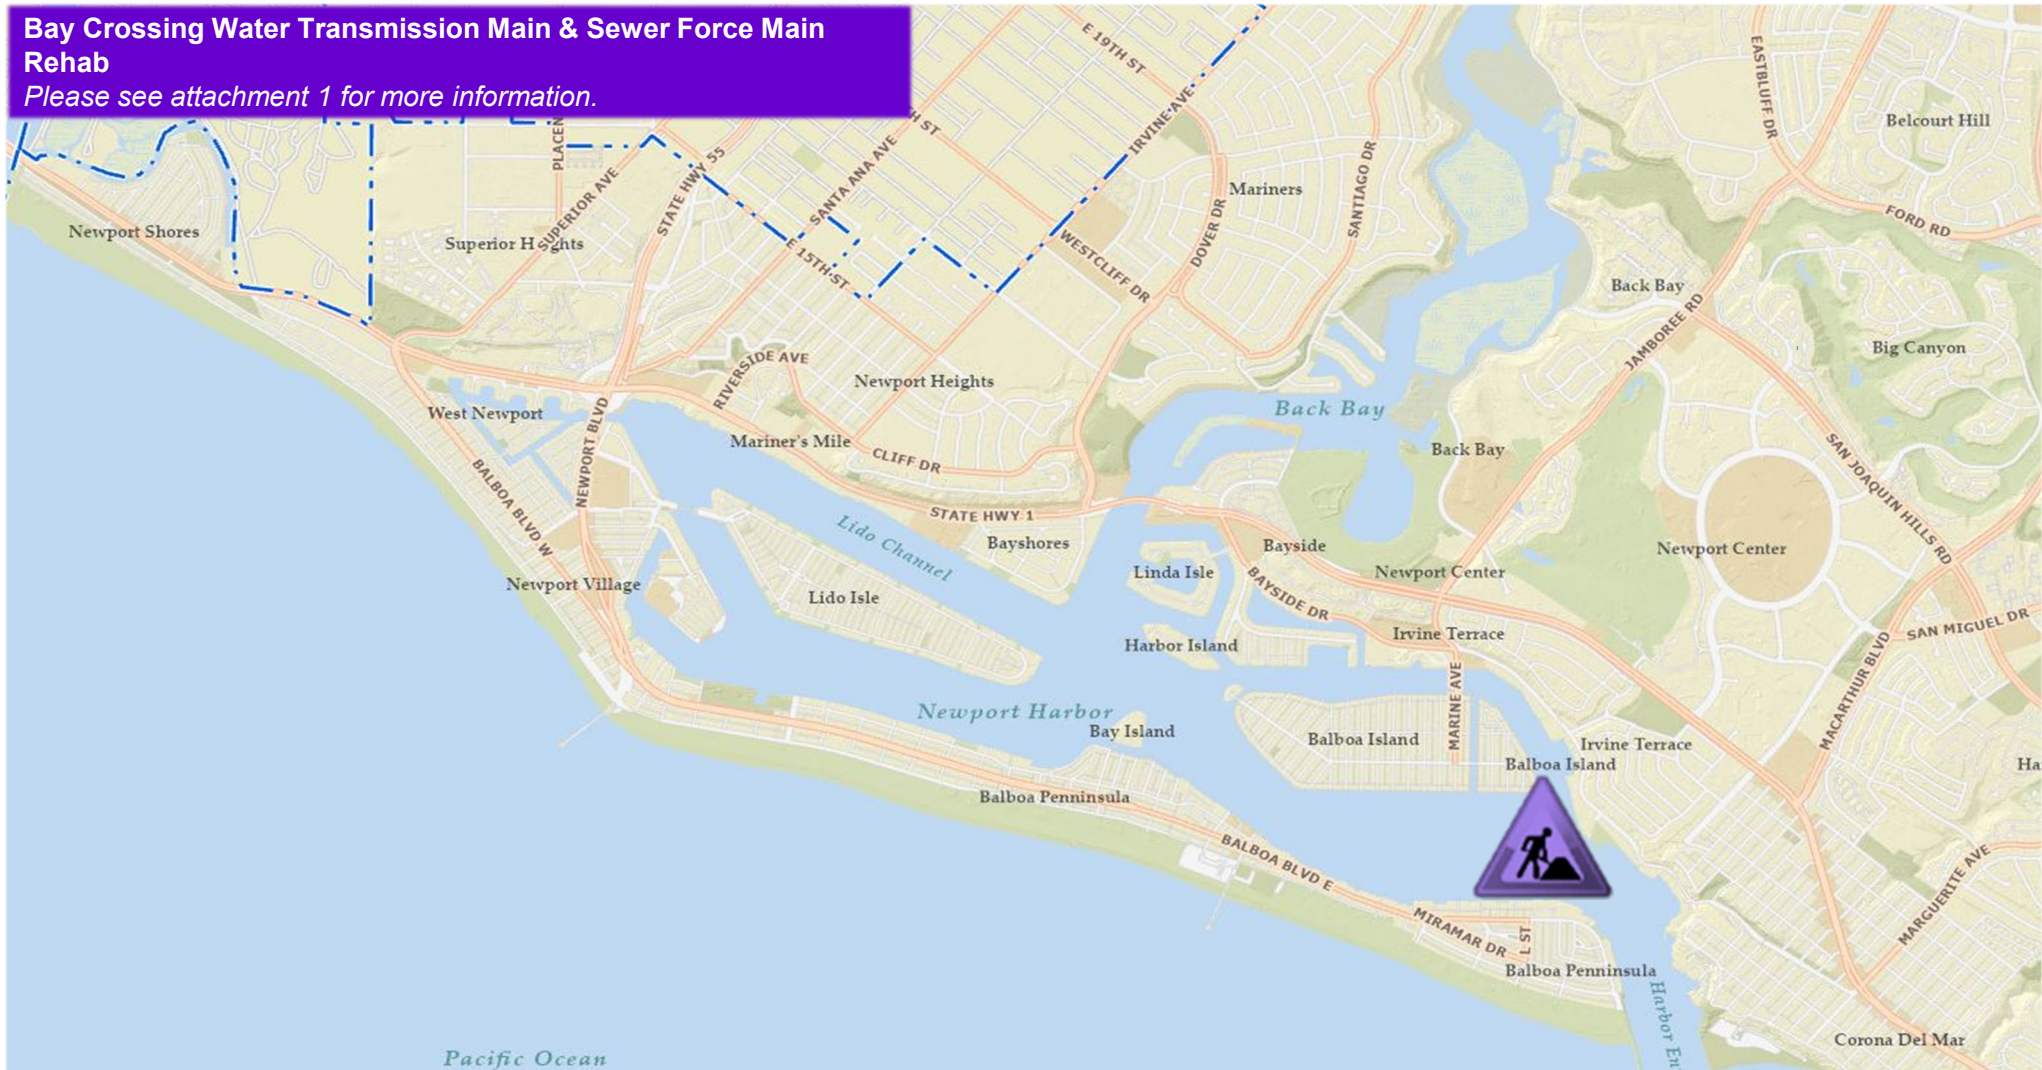 Bay Crossing Water Transmission Main & Sewer Force Main
Rehab
Please see attachment 1 for more information.
E 19TH ST
EASTBLUFF DR
Belcourt Hill
IRVINE AVE
H ST
PLACEN
STATE HWY 55
SANTA ANA AVE
SUPERIOR AVE
SANTIAGO DR
Mariners
DOVER DR
FORD RD
Newport Shores
Superior H ghts
E 15TH ST
WESTCLIFF DR
Back Bay
JAMBOREE RD
Big Canyon
RIVERSIDE AVE
Newport Heights
Back Bay
West Newport
NEWPORT BLVD
Mariner's Mile
CLIFF DR
Back Bay
SAN JOAQUIN HILLS RD
BALBOA BLVD W
STATE HWY 1
Lido Channel
Bayshores
Bayside
Newport Center
Linda Isle
Newport Center
Newport Village
Lido Isle
BAYSIDE DR
Irvine Terrace
SAN MIGUEL DR
Harbor Island
MARINE AVE
MACARTHUR BLVD
Newport Harbor
Bay Island
Balboa Island
Irvine Terrace
Balboa Island
Ha
Balboa Penninsula
BALBOA BLVD E
MARGUERITE AVE
MIRAMAR DR
L ST
Balboa Penninsula
Harbor En
Corona Del Mar
Pacific Ocean